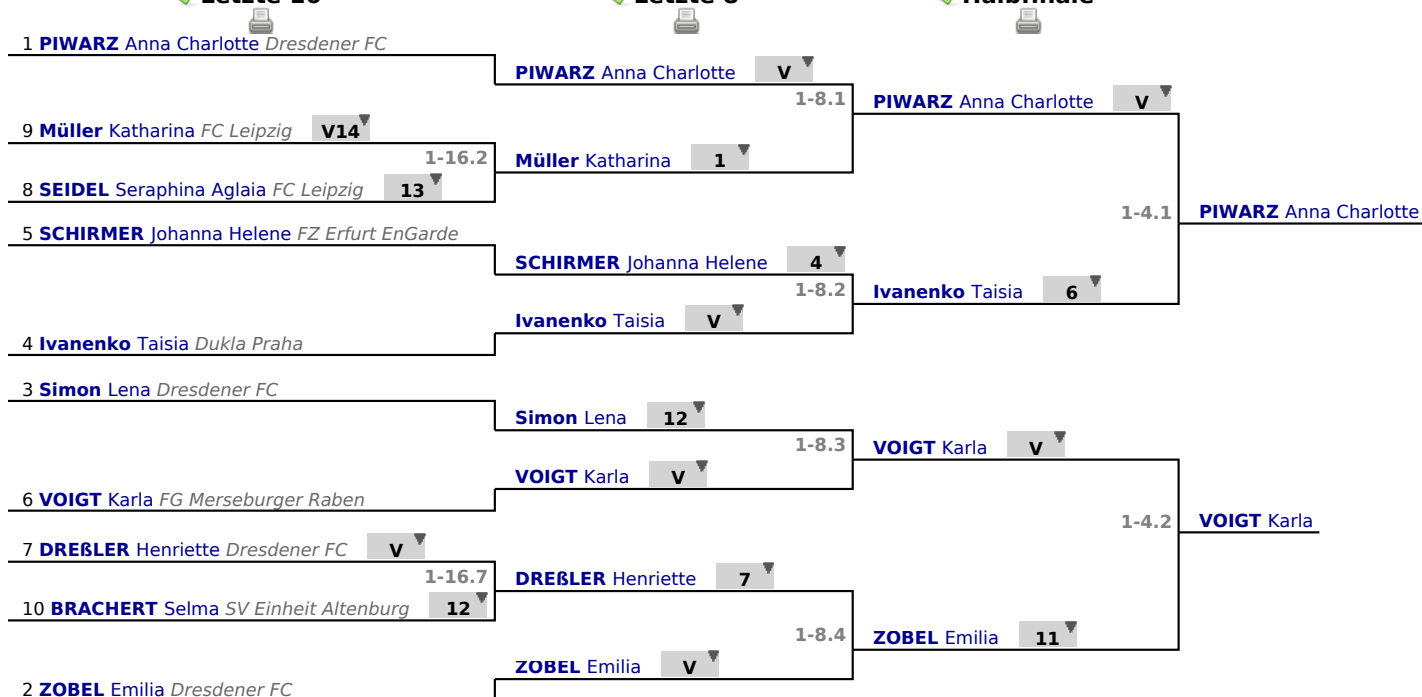 Letzte 16
Letzte 8
Halbfinale
1 PIWARZ Anna Charlotte Dresdener FC
PIWARZ Anna Charlotte V
1-8.1
PIWARZ Anna Charlotte V
9 Müller Katharina FC Leipzig V14
1-16.2
Müller Katharina 1
8 SEIDEL Seraphina Aglaia FC Leipzig 13
1-4.1
PIWARZ Anna Charlotte
5 SCHIRMER Johanna Helene FZ Erfurt EnGarde
SCHIRMER Johanna Helene 4
1-8.2
Ivanenko Taisia 6
Ivanenko Taisia V
4 Ivanenko Taisia Dukla Praha
3 Simon Lena Dresdener FC
Simon Lena 12
1-8.3
VOIGT Karla V
VOIGT Karla V
6 VOIGT Karla FG Merseburger Raben
1-4.2
VOIGT Karla
7 DREßLER Henriette Dresdener FC V
1-16.7
DREßLER Henriette 7
10 BRACHERT Selma SV Einheit Altenburg 12
1-8.4
ZOBEL Emilia 11
ZOBEL Emilia V
2 ZOBEL Emilia Dresdener FC